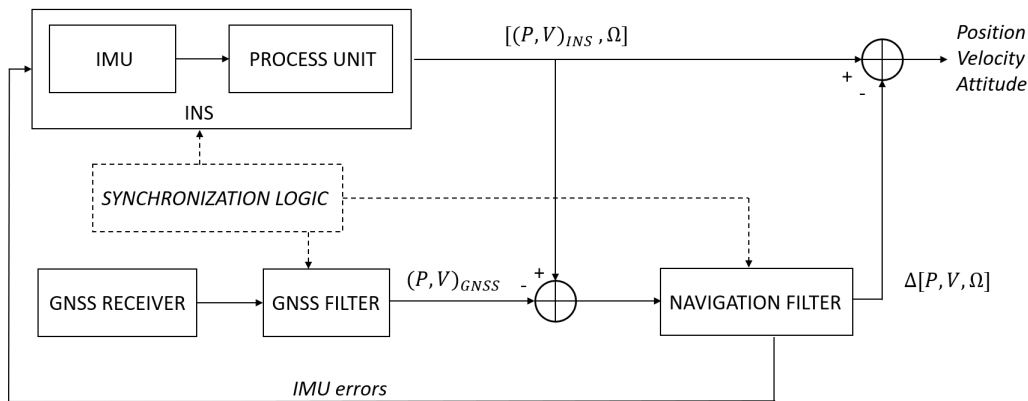 [(P, V)_{INS}, Ω]
Position
Velocity
Attitude
IMU
PROCESS UNIT
+
-
INS
SYNCHRONIZATION LOGIC
(P, V)_{GNSS}
+
-
GNSS RECEIVER
GNSS FILTER
NAVIGATION FILTER
Δ[P, V, Ω]
IMU errors